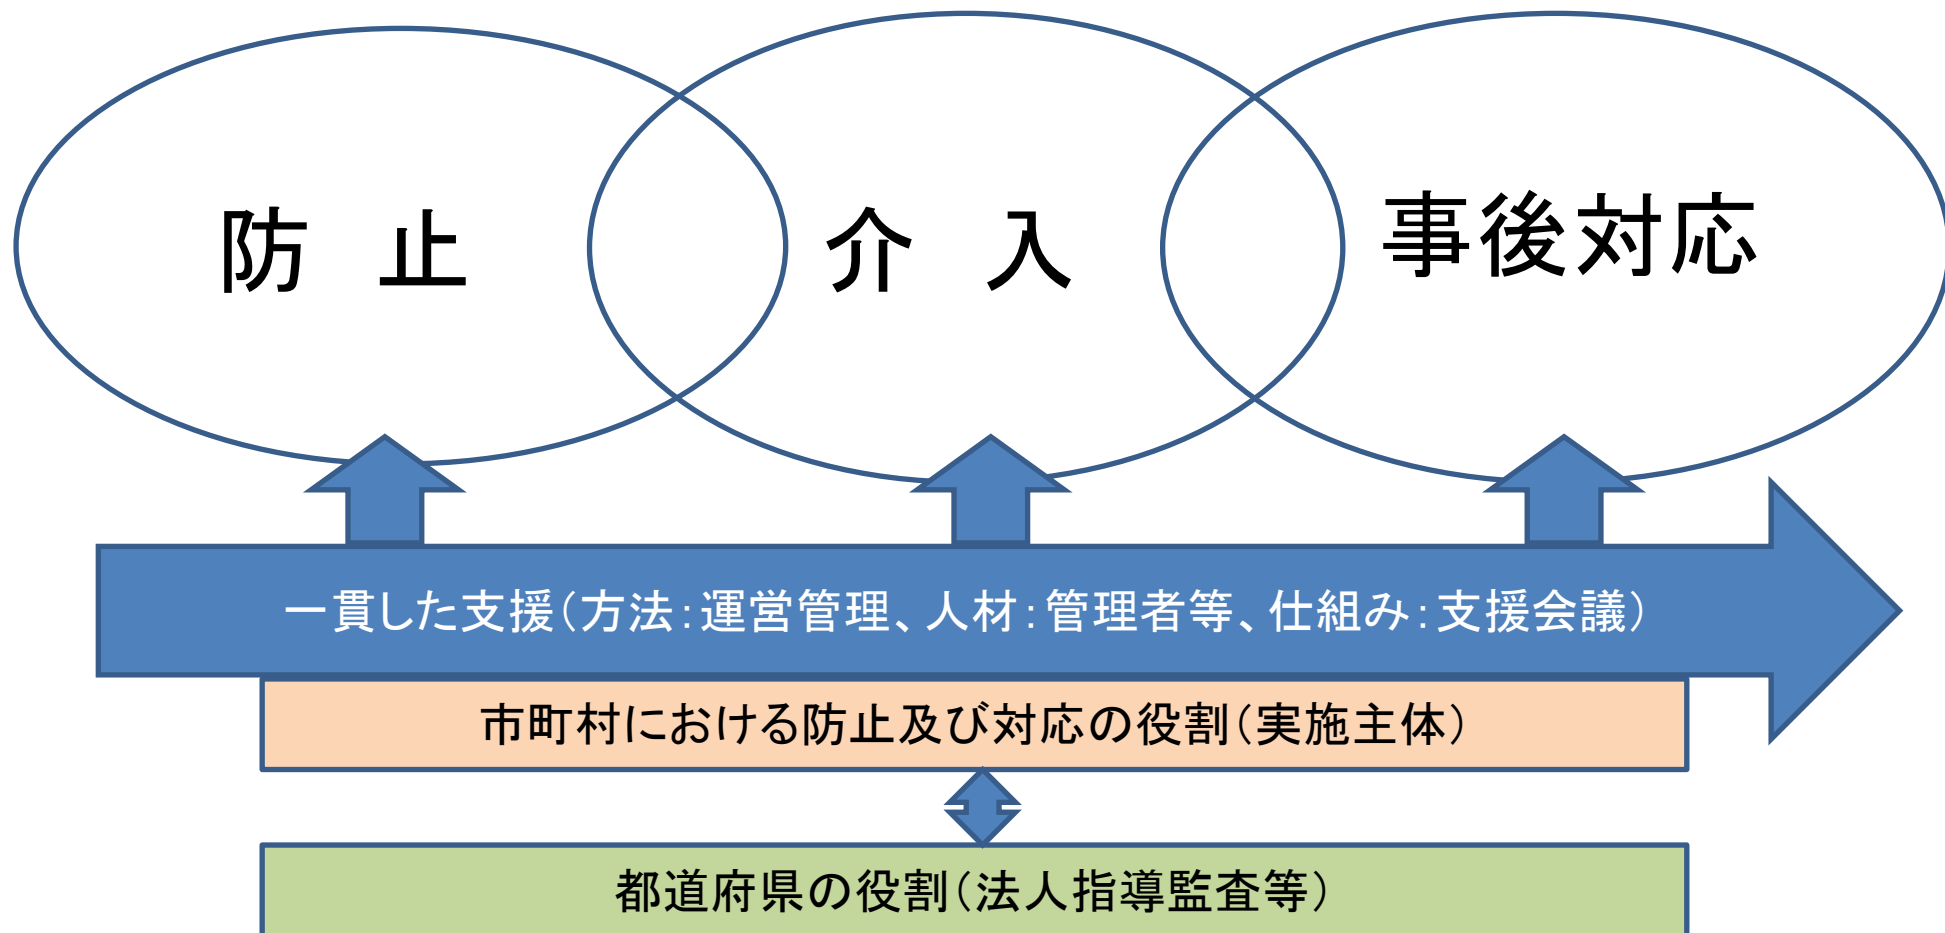 防　止
介　入
事後対応
一貫した支援（方法：運営管理、人材：管理者等、仕組み：支援会議）
市町村における防止及び対応の役割（実施主体）
都道府県の役割（法人指導監査等）